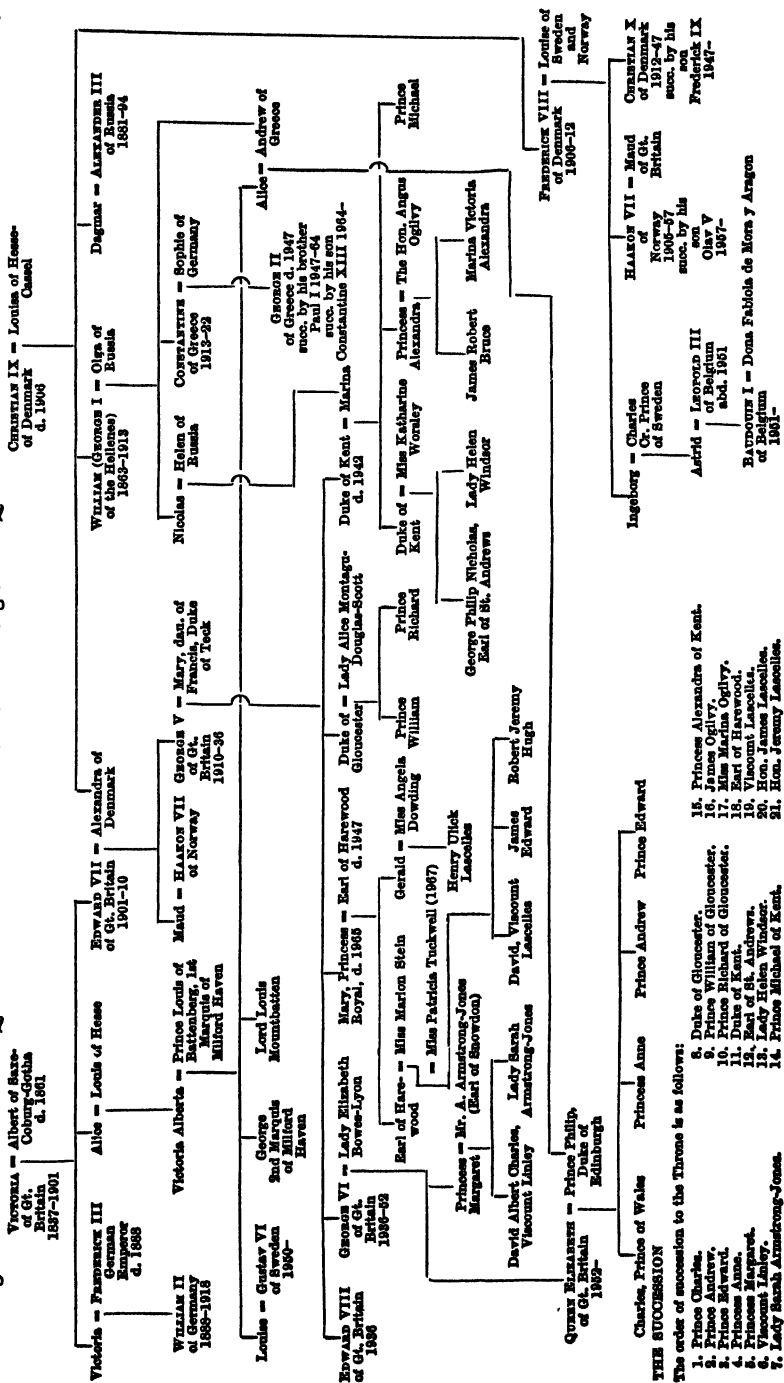 VICTORIA = Albert of Saxe-
of Gt. Coburg-Gotha
Britain d. 1861
1837-1901
CHRISTIAN IX = Louisa of Hesse-
of Denmark Cassel
d. 1906
Victoria = FREDERICK III
German
Emperor
d. 1888
Alice = Louis of Hesse
EDWARD VII = Alexandra of
of Gt. Britain Denmark
1901-10
WILLIAM (GEORGE I = Olga of
of the Hellenes) Russia
1863-1913
Dagmar = ALEXANDER III
of Russia
1881-94
WILLIAM II
of Germany
1888-1918
Victoria Alberta = Prince Louis of
Battenberg, 1st
Marquis of
Milford Haven
Maud = HAAKON VII
of Norway
GEORGE V = Mary, dau. of
of Gt. Francis, Duke
Britain of Teck
1910-36
Nicolas = Helen of
Russia
CONSTANTINE = Sophie of
of Greece Germany
1913-22
Alice = Andrew of
Greece
Louise = Gustav VI
of Sweden
1950-
George
2nd Marquis
of Milford
Haven
Lord Louis
Mountbatten
GEORGE II
of Greece d. 1947
succ. by his brother
Paul I 1947-64
succ. by his son
Constantine XIII 1964-
EDWARD VIII
of Gt. Britain
1936
GEORGE VI = Lady Elizabeth
of Gt. Bowes-Lyon
Britain
1936-52
Mary, Princess = Earl of Harewood
Royal, d. 1965 d. 1947
Duke of = Lady Alice Montagu-
Gloucester Douglas-Scott
Duke of Kent = Marina
d. 1942
Earl of Hare- = Miss Marion Stein
wood
= Miss Patricia Tuckwell (1967)
Gerald = Miss Angela
Dowding
Prince
William
Prince
Richard
Duke of = Miss Katharine
Kent Worsley
Princess = The Hon. Angus
Alexandra Ogilvy
Prince
Michael
Princess = Mr. A. Armstrong-Jones
Margaret (Earl of Snowdon)
Henry Ulick
Lascelles
David Albert Charles,
Viscount Linley
Lady Sarah
Armstrong-Jones
David, Viscount
Lascelles
James
Edward
Robert Jeremy
Hugh
George Philip Nicholas,
Earl of St. Andrews
Lady Helen
Windsor
James Robert
Bruce
Marina Victoria
Alexandra
FREDERICK VIII = Louise of
of Denmark Sweden
1906-12 and
Norway
QUEEN ELIZABETH = Prince Philip,
of Gt. Britain Duke of
1952- Edinburgh
Ingeborg = Charles
Cr. Prince
of Sweden
HAAKON VII = Maud
of of Gt.
Norway Britain
1905-57
succ. by his
son
Olav V
1957-
CHRISTIAN X
of Denmark
1912-47
succ. by his
son
Frederick IX
1947-
Charles, Prince of Wales
Princess Anne
Prince Andrew
Prince Edward
Astrid = LEOPOLD III
of Belgium
abd. 1951
BAUDOUIN I = Dona Fabiola de Mora y Aragon
of Belgium
1951-
THE SUCCESSION
The order of succession to the Throne is as follows:
1. Prince Charles.
2. Prince Andrew.
3. Prince Edward.
4. Princess Anne.
5. Princess Margaret.
6. Viscount Linley.
7. Lady Sarah Armstrong-Jones.
8. Duke of Gloucester.
9. Prince William of Gloucester.
10. Prince Richard of Gloucester.
11. Duke of Kent.
12. Earl of St. Andrews.
13. Lady Helen Windsor.
14. Prince Michael of Kent.
15. Princess Alexandra of Kent.
16. James Ogilvy.
17. Miss Marina Ogilvy.
18. Earl of Harewood.
19. Viscount Lascelles.
20. Hon. James Lascelles.
21. Hon. Jeremy Lascelles.